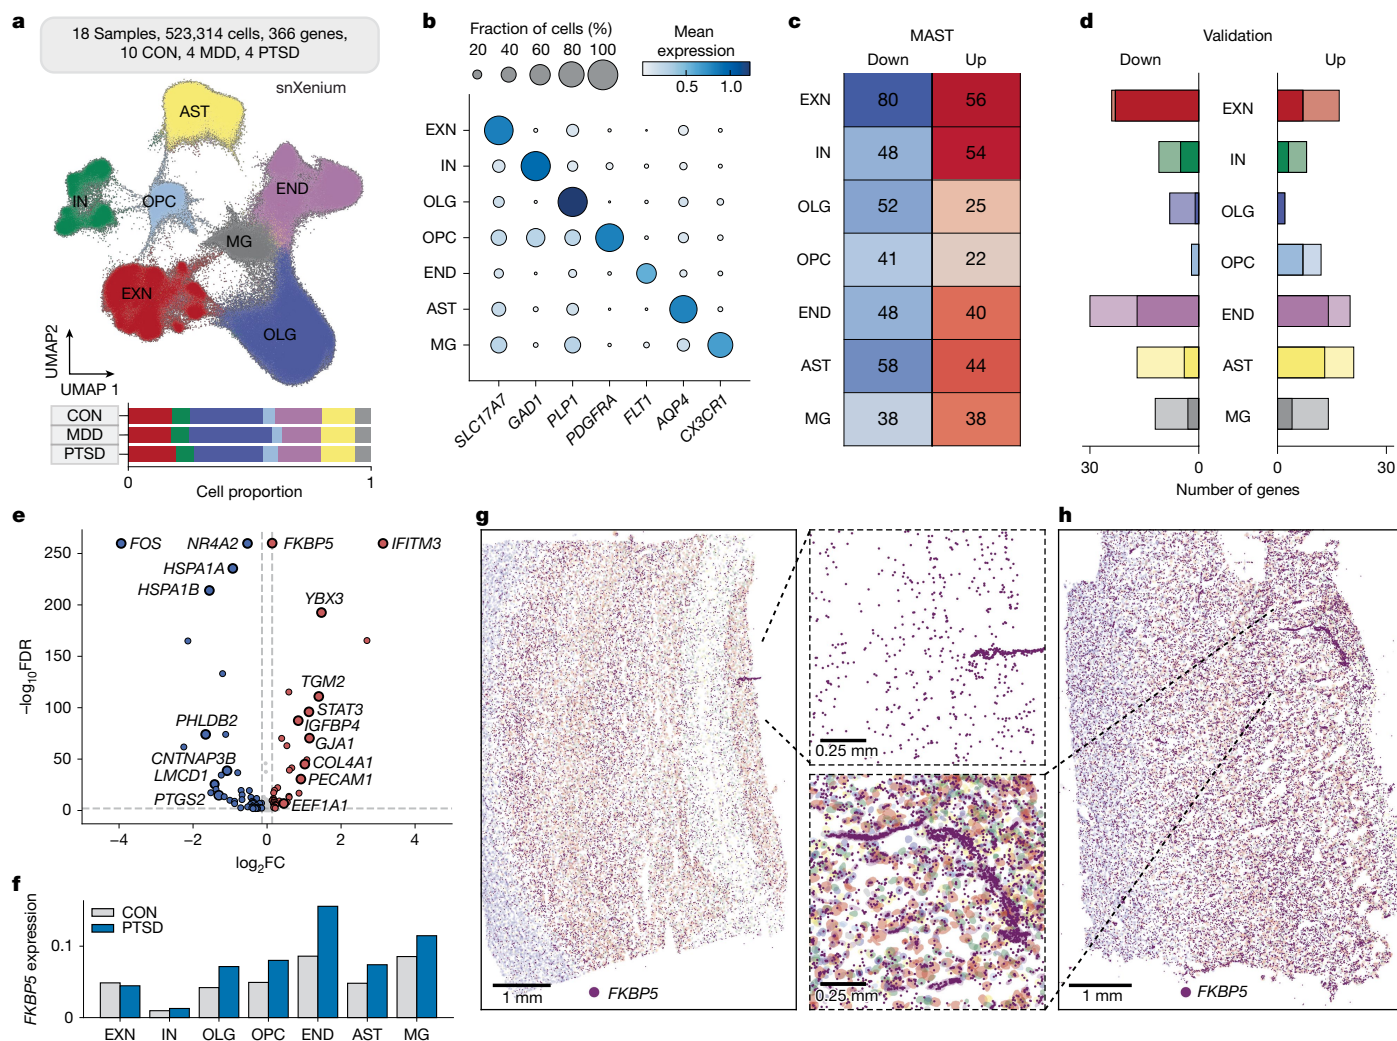 a
18 Samples, 523,314 cells, 366 genes,
10 CON, 4 MDD, 4 PTSD
snXenium
AST
IN
OPC
END
MG
EXN
OLG
UMAP2
UMAP 1
CON
MDD
PTSD
0
1
Cell proportion
b
Fraction of cells (%)
20 40 60 80 100
Mean
expression
0.5 1.0
EXN
IN
OLG
OPC
END
AST
MG
SLC17A7
GAD1
PLP1
PDGFRA
FLT1
AQP4
CX3CR1
c
MAST
Down Up
EXN 80 56
IN 48 54
OLG 52 25
OPC 41 22
END 48 40
AST 58 44
MG 38 38
d
Validation
Down Up
EXN
IN
OLG
OPC
END
AST
MG
30 0 0 30
Number of genes
e
–log10FDR
250
200
150
100
50
0
FOS
NR4A2
FKBP5
IFITM3
HSPA1A
HSPA1B
YBX3
TGM2
STAT3
IGFBP4
PHLDB2
GJA1
CNTNAP3B
COL4A1
LMCD1
PECAM1
PTGS2
EEF1A1
–4 –2 0 2 4
log2FC
f
FKBP5 expression
CON
PTSD
0.1
0
EXN IN OLG OPC END AST MG
g
1 mm
FKBP5
0.25 mm
0.25 mm
h
1 mm
FKBP5